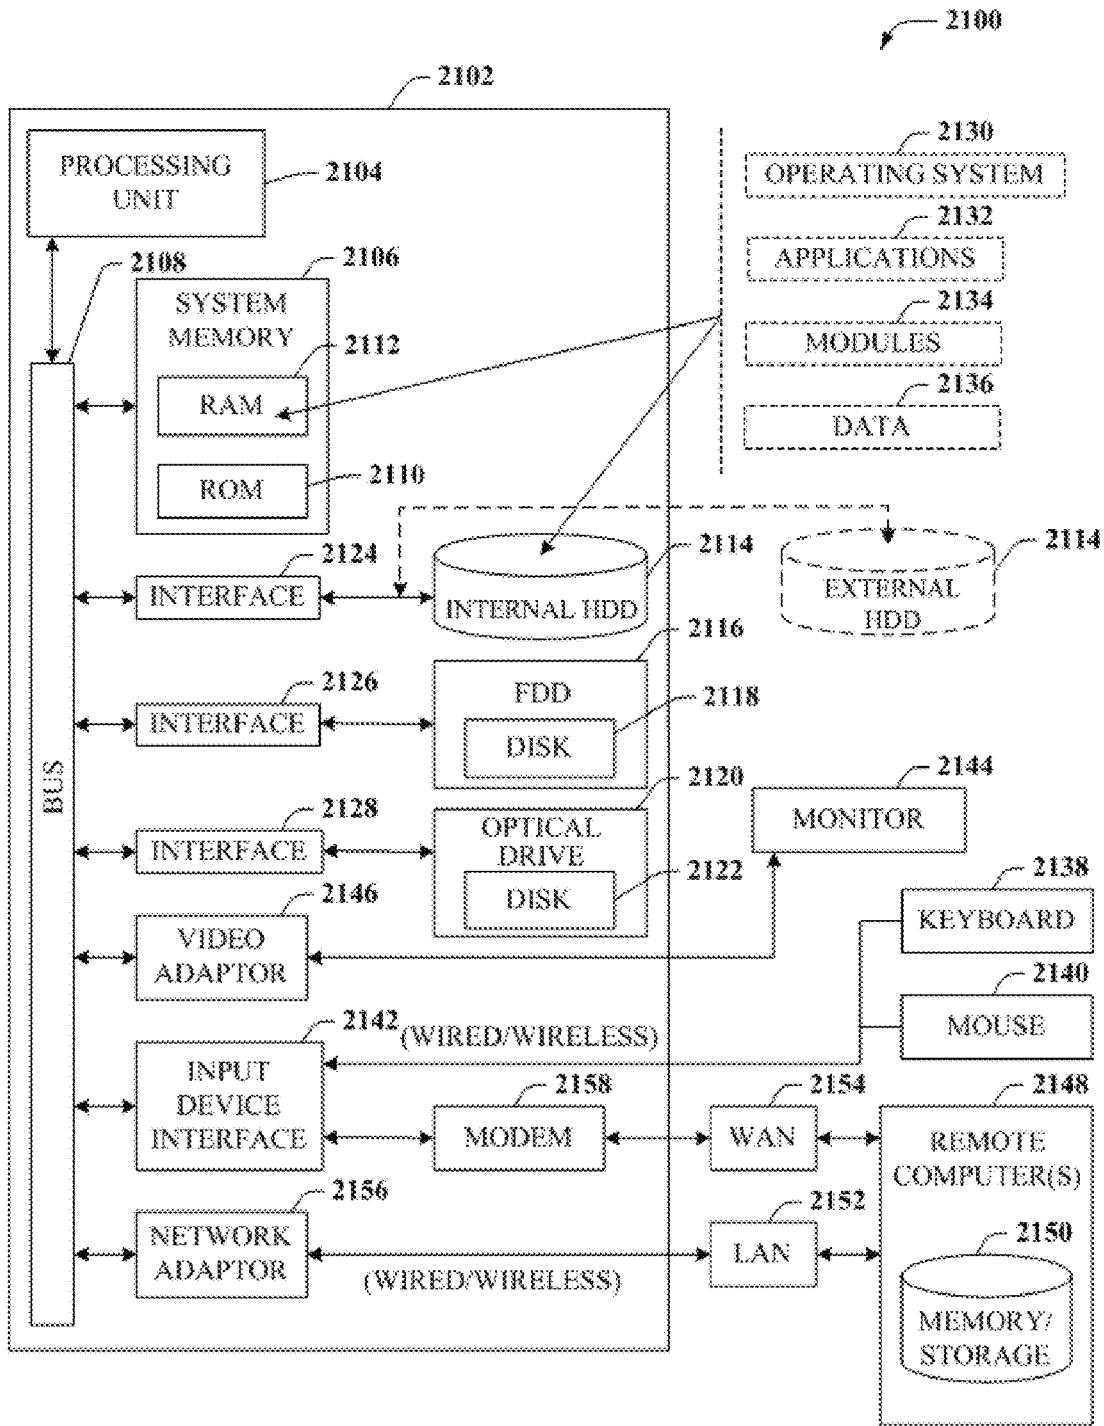 2100
2102
PROCESSING
UNIT
2104
2130
OPERATING SYSTEM
2132
APPLICATIONS
2134
MODULES
2136
DATA
2108
2106
SYSTEM
MEMORY
2112
RAM
2110
ROM
2124
INTERFACE
2114
INTERNAL HDD
2114
EXTERNAL
HDD
2116
FDD
2126
INTERFACE
2118
DISK
BUS
2120
OPTICAL
DRIVE
2128
INTERFACE
2122
DISK
2144
MONITOR
2146
VIDEO
ADAPTOR
2138
KEYBOARD
2140
MOUSE
2142
(WIRED/WIRELESS)
INPUT
DEVICE
INTERFACE
2158
MODEM
2154
WAN
2148
REMOTE
COMPUTER(S)
2156
NETWORK
ADAPTOR
(WIRED/WIRELESS)
2152
LAN
2150
MEMORY/
STORAGE